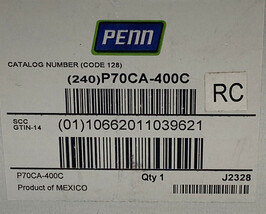 PENN
CATALOG NUMBER (CODE 128)
(240)P70CA-400C
RC
SCC
GTIN-14
(01)10662011039621
P70CA-400C Qty 1 J2328
Product of MEXICO